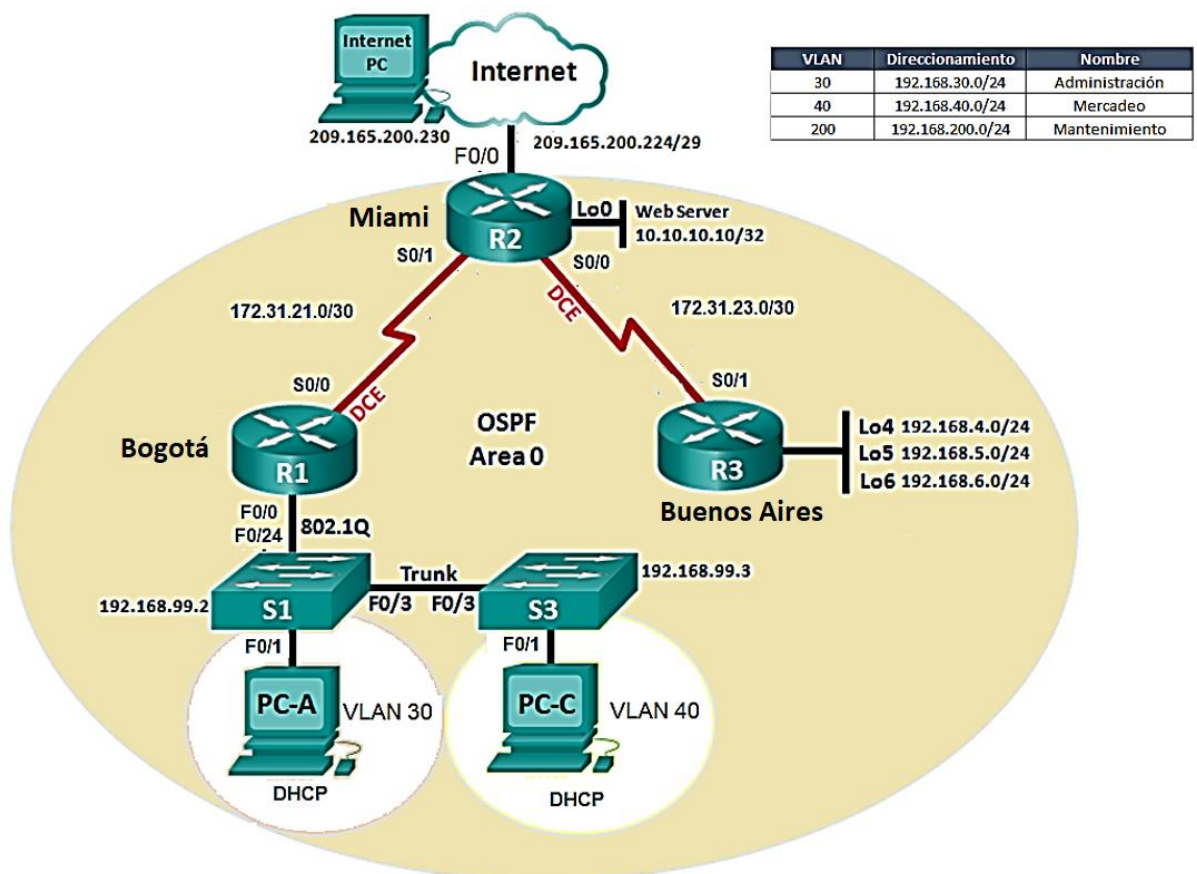 Internet
PC
Internet
209.165.200.230
209.165.200.224/29
F0/0
VLAN Direccionamiento Nombre
30 192.168.30.0/24 Administración
40 192.168.40.0/24 Mercadeo
200 192.168.200.0/24 Mantenimiento
Miami
R2
Lo0
Web Server
10.10.10.10/32
S0/1
S0/0
DCE
172.31.21.0/30
172.31.23.0/30
S0/0
DCE
S0/1
OSPF
Area 0
Bogotá
R1
R3
Buenos Aires
Lo4 192.168.4.0/24
Lo5 192.168.5.0/24
Lo6 192.168.6.0/24
F0/0
F0/24
802.1Q
Trunk
F0/3 F0/3
192.168.99.2
S1
S3
192.168.99.3
F0/1
F0/1
PC-A
VLAN 30
DHCP
PC-C
VLAN 40
DHCP